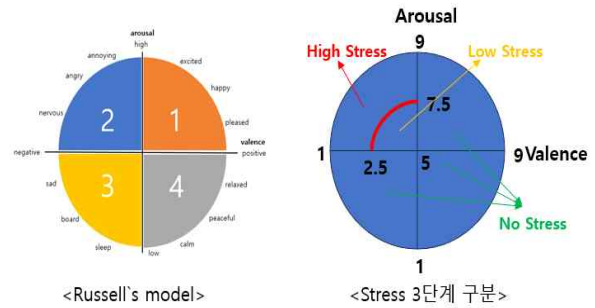 arousal
high
annoying
excited
angry
happy
nervous
2
1
pleased
valence
negative
positive
sad
3
4
relaxed
board
peaceful
sleep
calm
low
<Russell`s model>
Arousal
9
High Stress
Low Stress
7.5
1
2.5
5
9 Valence
No Stress
1
<Stress 3단계 구분>